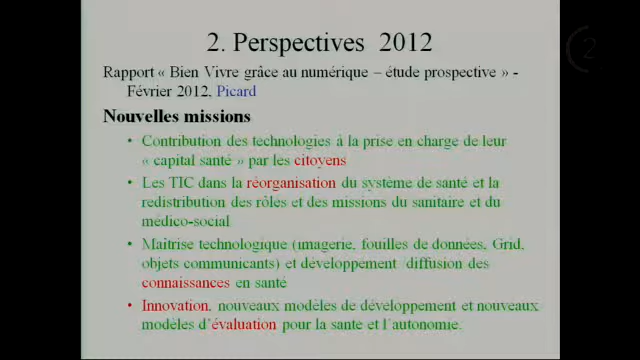 2. Perspectives 2012
Rapport « Bien Vivre grâce au numérique – étude prospective » -
Février 2012, Picard
Nouvelles missions
• Contribution des technologies à la prise en charge de leur
« capital santé » par les citoyens
• Les TIC dans la réorganisation du système de santé et la
redistribution des rôles et des missions du sanitaire et du
médico-social
• Maîtrise technologique (imagerie, fouilles de données, Grid,
objets communicants) et développement /diffusion des
connaissances en santé
• Innovation, nouveaux modèles de développement et nouveaux
modèles d'évaluation pour la santé et l'autonomie.
2